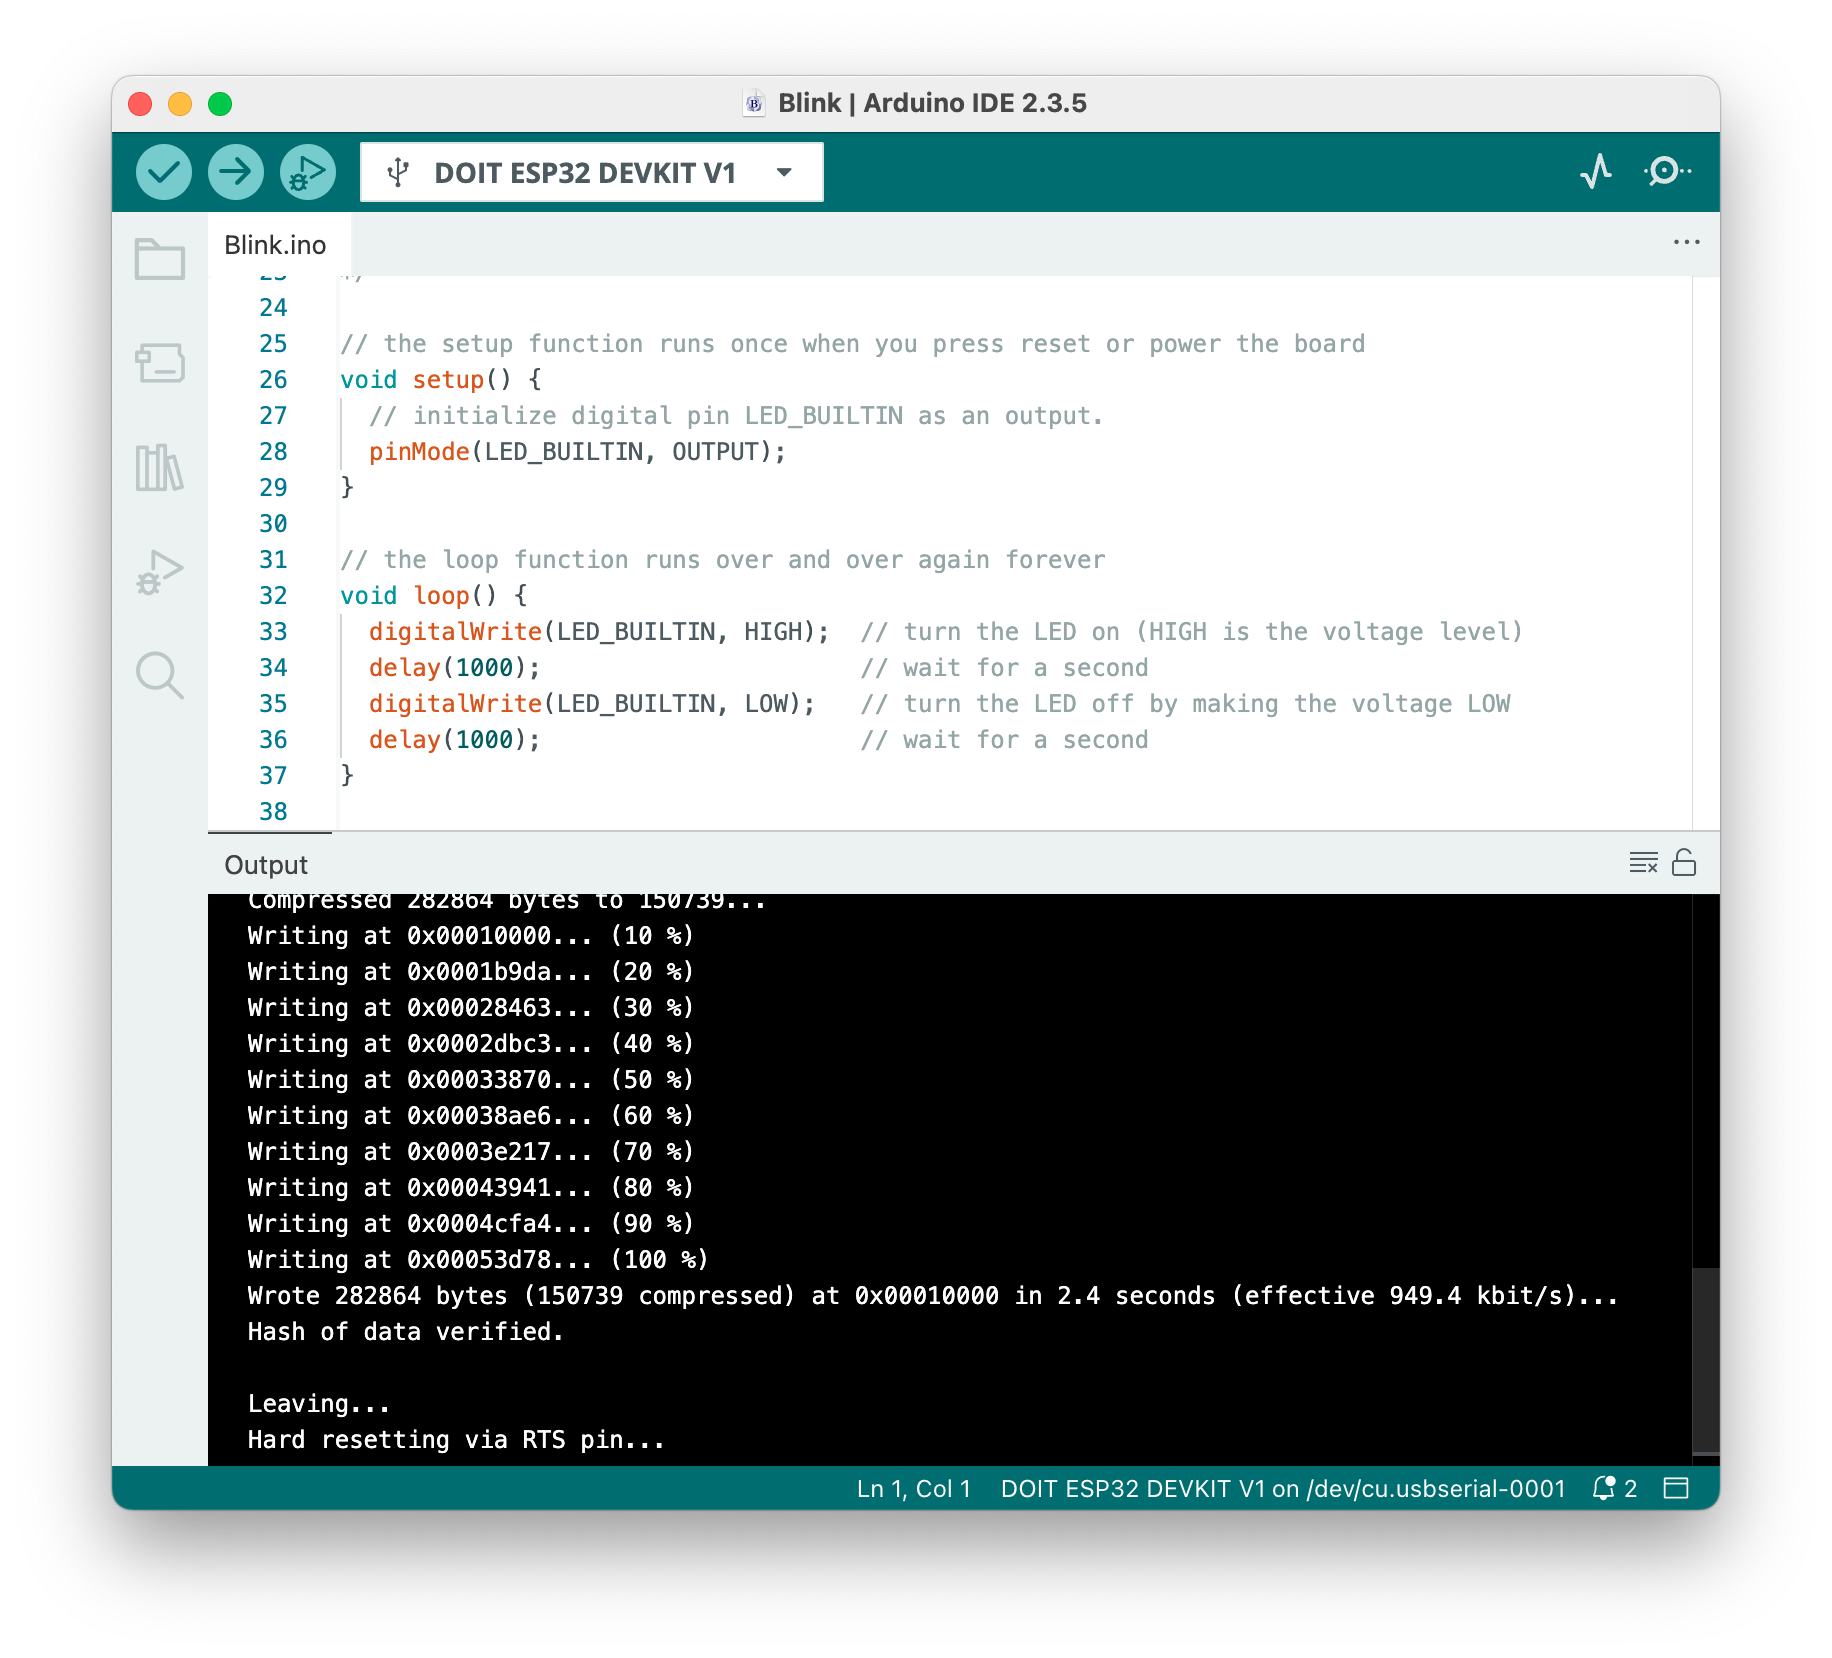 Blink | Arduino IDE 2.3.5
DOIT ESP32 DEVKIT V1
Blink.ino
23 */
24
25 // the setup function runs once when you press reset or power the board
26 void setup() {
27   // initialize digital pin LED_BUILTIN as an output.
28   pinMode(LED_BUILTIN, OUTPUT);
29 }
30
31 // the loop function runs over and over again forever
32 void loop() {
33   digitalWrite(LED_BUILTIN, HIGH);  // turn the LED on (HIGH is the voltage level)
34   delay(1000);                      // wait for a second
35   digitalWrite(LED_BUILTIN, LOW);   // turn the LED off by making the voltage LOW
36   delay(1000);                      // wait for a second
37 }
38
Output
Compressed 282864 bytes to 150739...
Writing at 0x00010000... (10 %)
Writing at 0x0001b9da... (20 %)
Writing at 0x00028463... (30 %)
Writing at 0x0002dbc3... (40 %)
Writing at 0x00033870... (50 %)
Writing at 0x00038ae6... (60 %)
Writing at 0x0003e217... (70 %)
Writing at 0x00043941... (80 %)
Writing at 0x0004cfa4... (90 %)
Writing at 0x00053d78... (100 %)
Wrote 282864 bytes (150739 compressed) at 0x00010000 in 2.4 seconds (effective 949.4 kbit/s)...
Hash of data verified.
Leaving...
Hard resetting via RTS pin...
Ln 1, Col 1 DOIT ESP32 DEVKIT V1 on /dev/cu.usbserial-0001 2